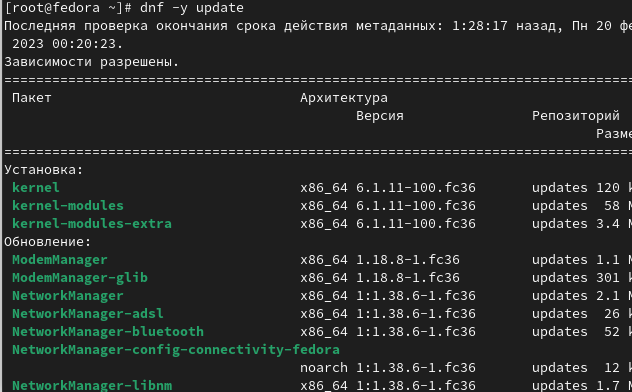 [root@fedora ~]# dnf -y update
Последняя проверка окончания срока действия метаданных: 1:28:17 назад, Пн 20 фе
2023 00:20:23.
Зависимости разрешены.
================================================================================
Пакет Архитектура
Версия Репозиторий
Разме
================================================================================
Установка:
kernel x86_64 6.1.11-100.fc36 updates 120 k
kernel-modules x86_64 6.1.11-100.fc36 updates 58 M
kernel-modules-extra x86_64 6.1.11-100.fc36 updates 3.4 M
Обновление:
ModemManager x86_64 1.18.8-1.fc36 updates 1.1 M
ModemManager-glib x86_64 1.18.8-1.fc36 updates 301 k
NetworkManager x86_64 1:1.38.6-1.fc36 updates 2.1 M
NetworkManager-adsl x86_64 1:1.38.6-1.fc36 updates 26 k
NetworkManager-bluetooth x86_64 1:1.38.6-1.fc36 updates 52 k
NetworkManager-config-connectivity-fedora
noarch 1:1.38.6-1.fc36 updates 12 k
NetworkManager-libnm x86_64 1:1.38.6-1.fc36 updates 1.7 M